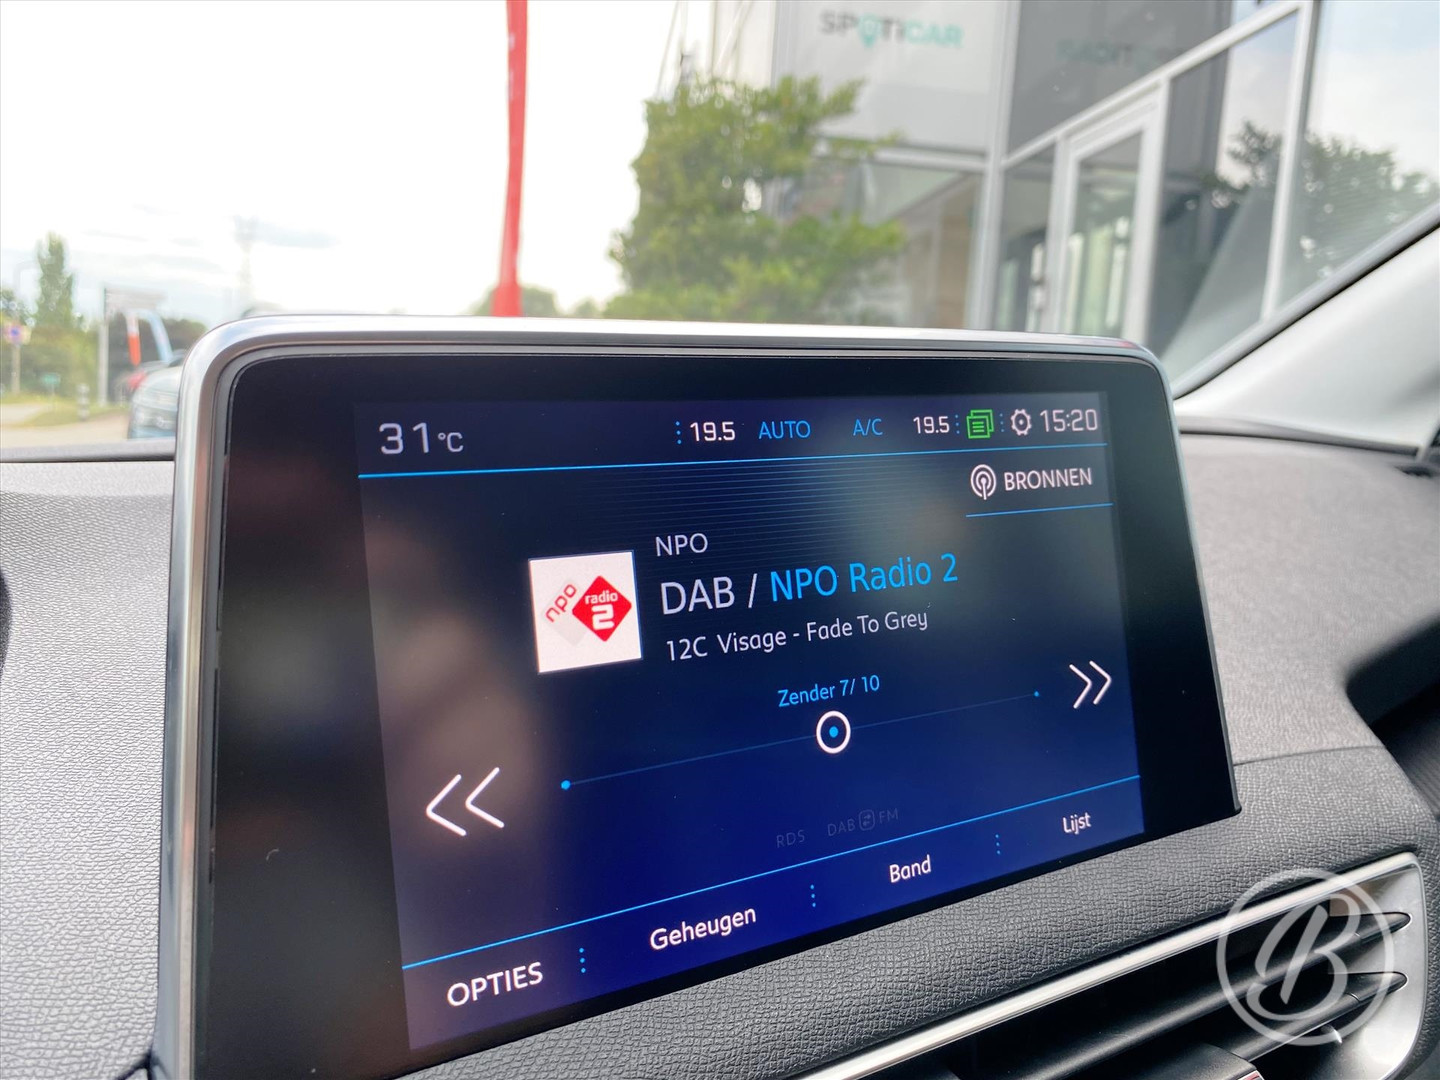 SPOTICAR
31°C
19.5 AUTO A/C 19.5 15:20
BRONNEN
NPO
npo radio 2
DAB / NPO Radio 2
12C Visage - Fade To Grey
Zender 7/ 10
RDS DAB FM
OPTIES Geheugen Band Lijst
B